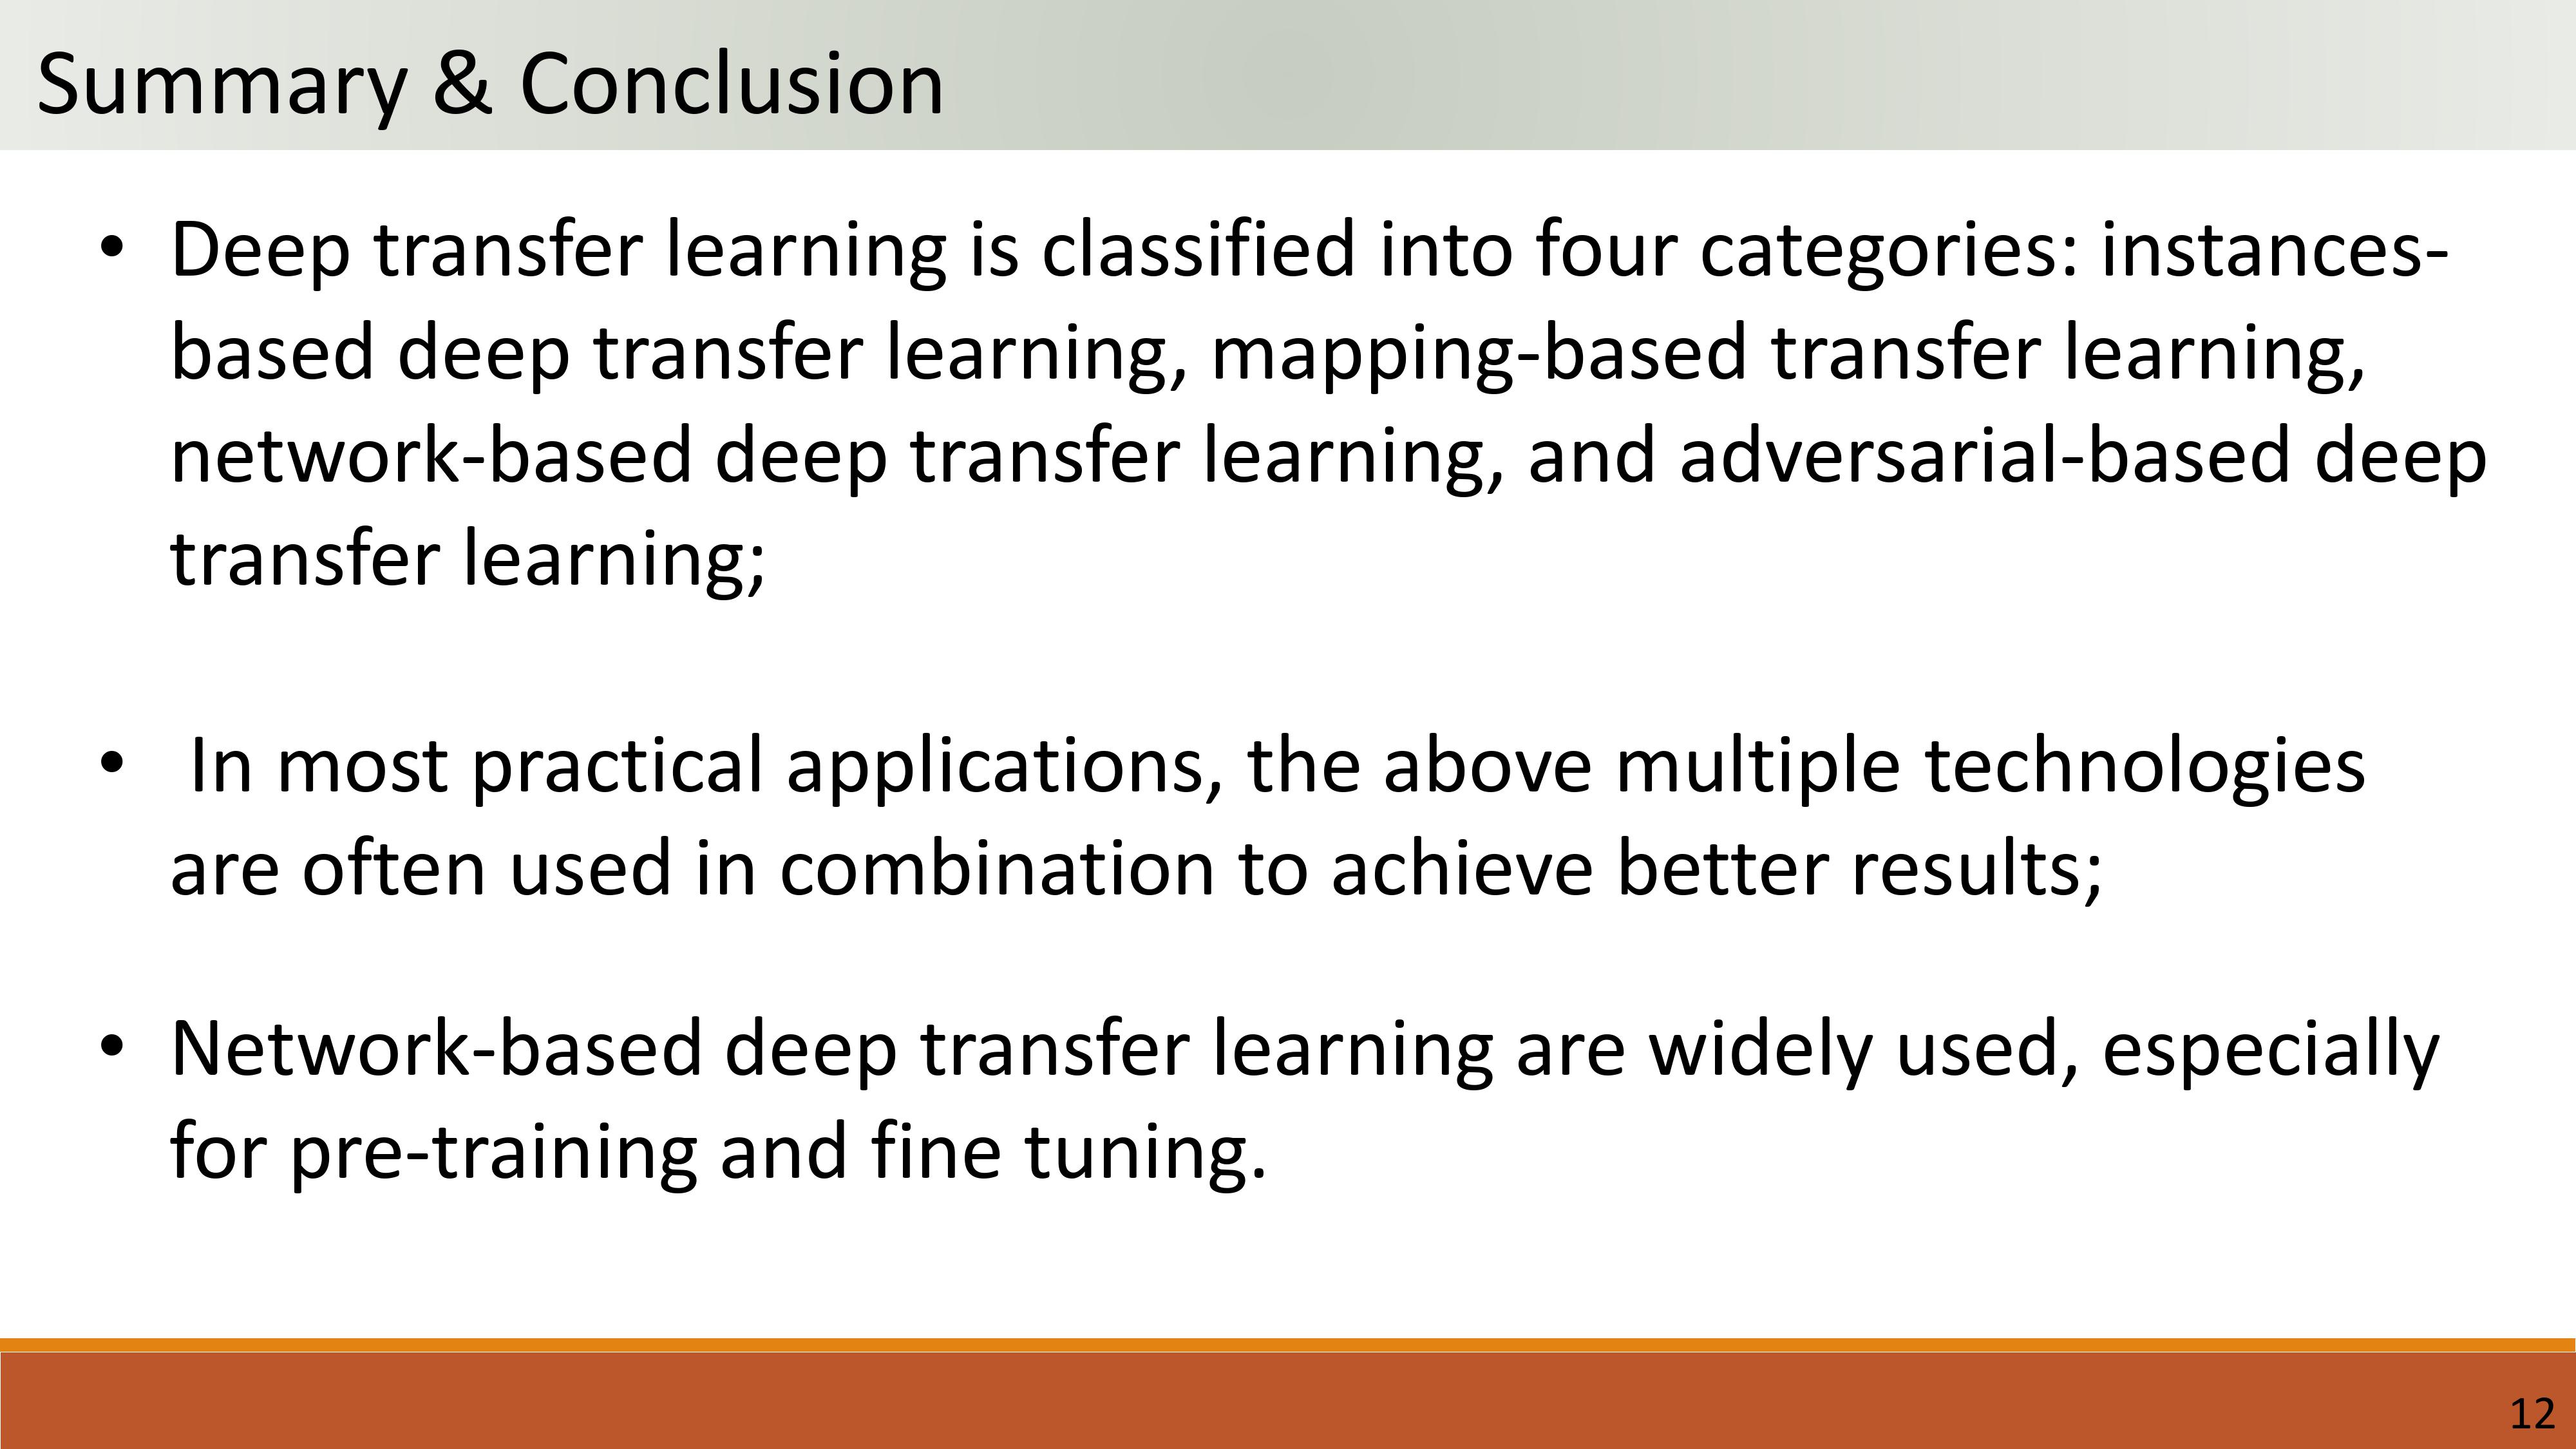 Summary & Conclusion
• Deep transfer learning is classified into four categories: instances-
based deep transfer learning, mapping-based transfer learning,
network-based deep transfer learning, and adversarial-based deep
transfer learning;
• In most practical applications, the above multiple technologies
are often used in combination to achieve better results;
• Network-based deep transfer learning are widely used, especially
for pre-training and fine tuning.
12